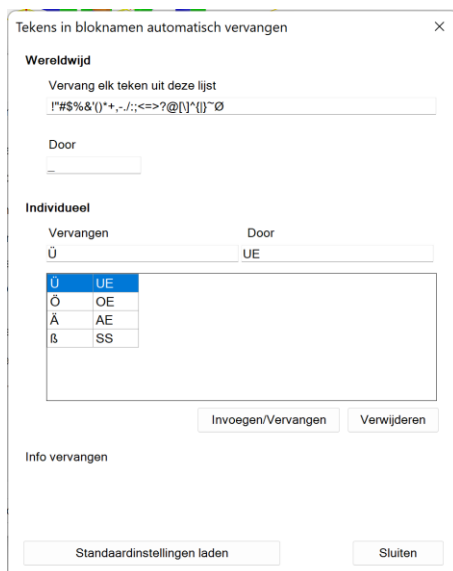 Tekens in bloknamen automatisch vervangen
Wereldwijd
Vervang elk teken uit deze lijst
!"#$%&'()*+,-./:;<=>?@[\]^{|}~Ø
Door
_
Individueel
Vervangen Door
Ü UE
Ü UE
Ö OE
Ä AE
ß SS
Invoegen/Vervangen Verwijderen
Info vervangen
Standaardinstellingen laden Sluiten